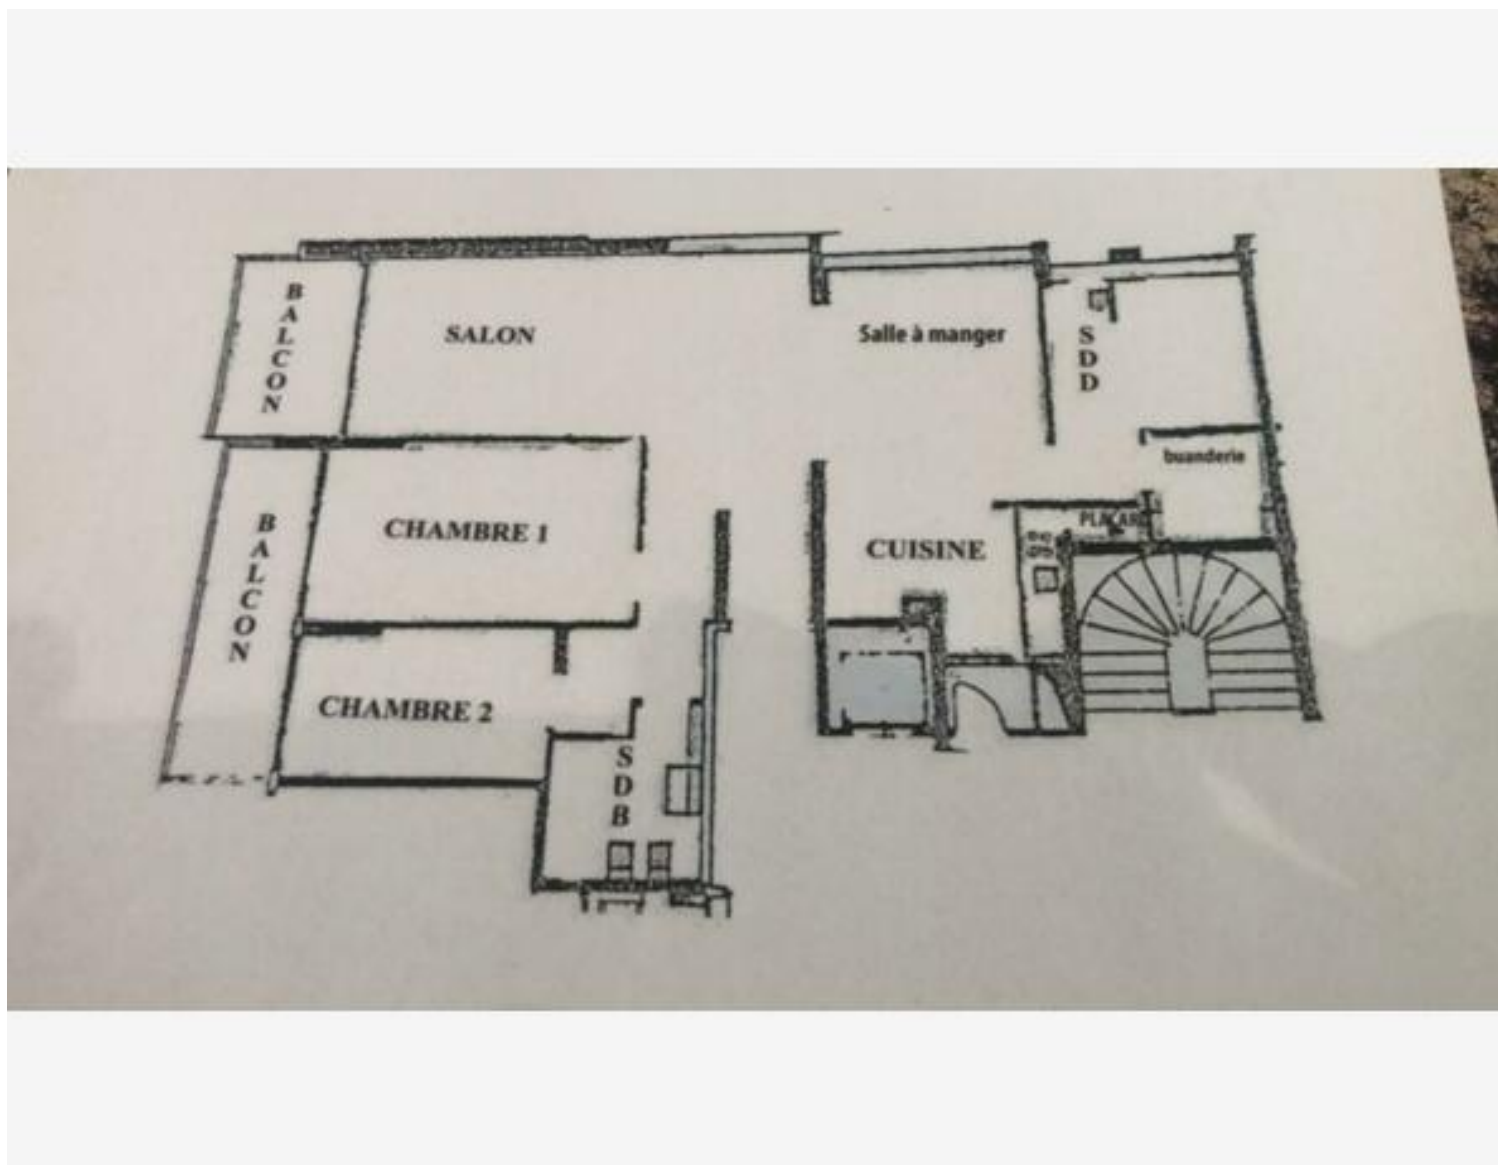 BALCON
SALON
Salle à manger
SDD
buanderie
BALCON
CHAMBRE 1
CUISINE
PLACARD
CHAMBRE 2
SDB